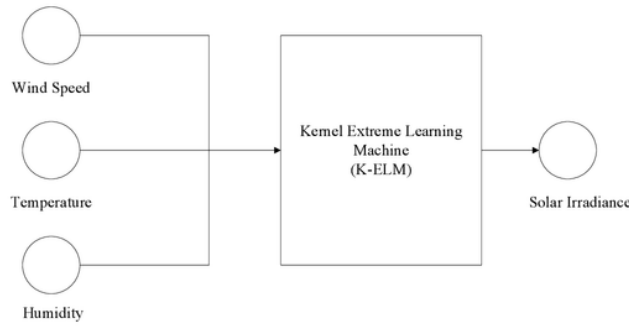 Wind Speed
Temperature
Humidity
Kernel Extreme Learning
Machine
(K-ELM)
Solar Irradiance